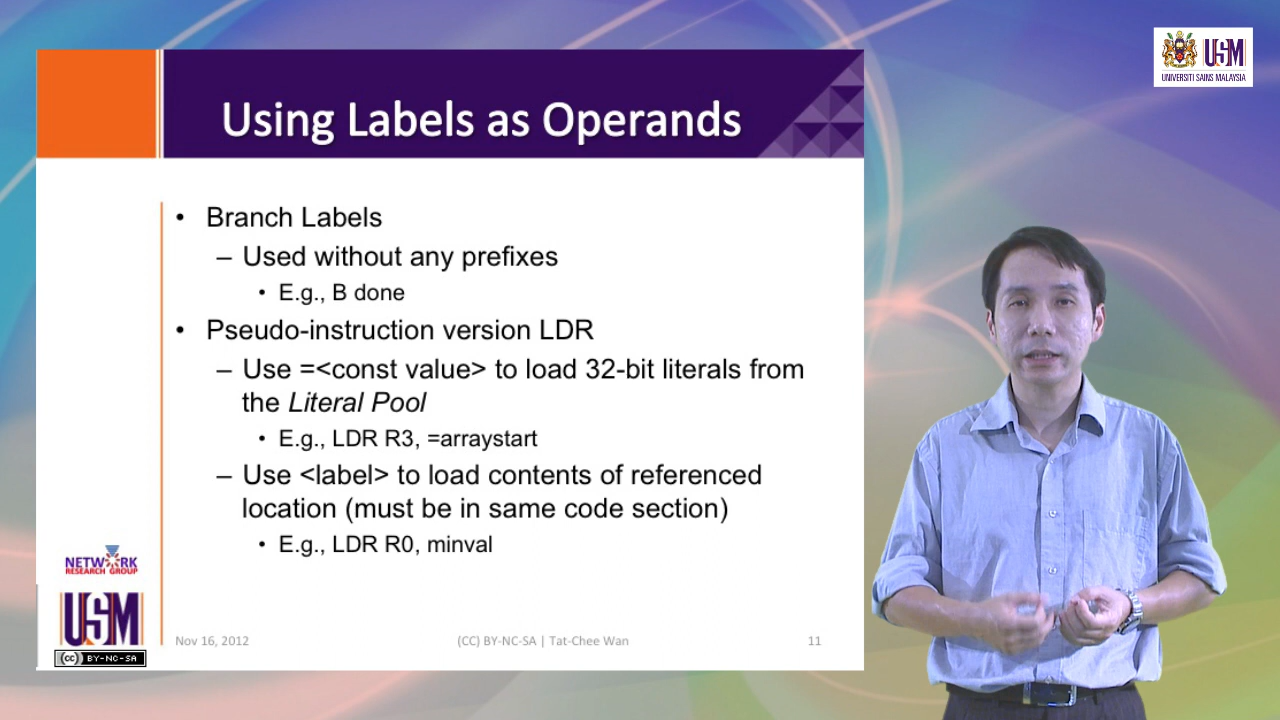 USM
UNIVERSITI SAINS MALAYSIA
Using Labels as Operands
• Branch Labels
– Used without any prefixes
• E.g., B done
• Pseudo-instruction version LDR
– Use =<const value> to load 32-bit literals from
the Literal Pool
• E.g., LDR R3, =arraystart
– Use <label> to load contents of referenced
location (must be in same code section)
• E.g., LDR R0, minval
NETWORK
RESEARCH GROUP
USM
(cc) BY-NC-SA
Nov 16, 2012
(CC) BY-NC-SA | Tat-Chee Wan
11